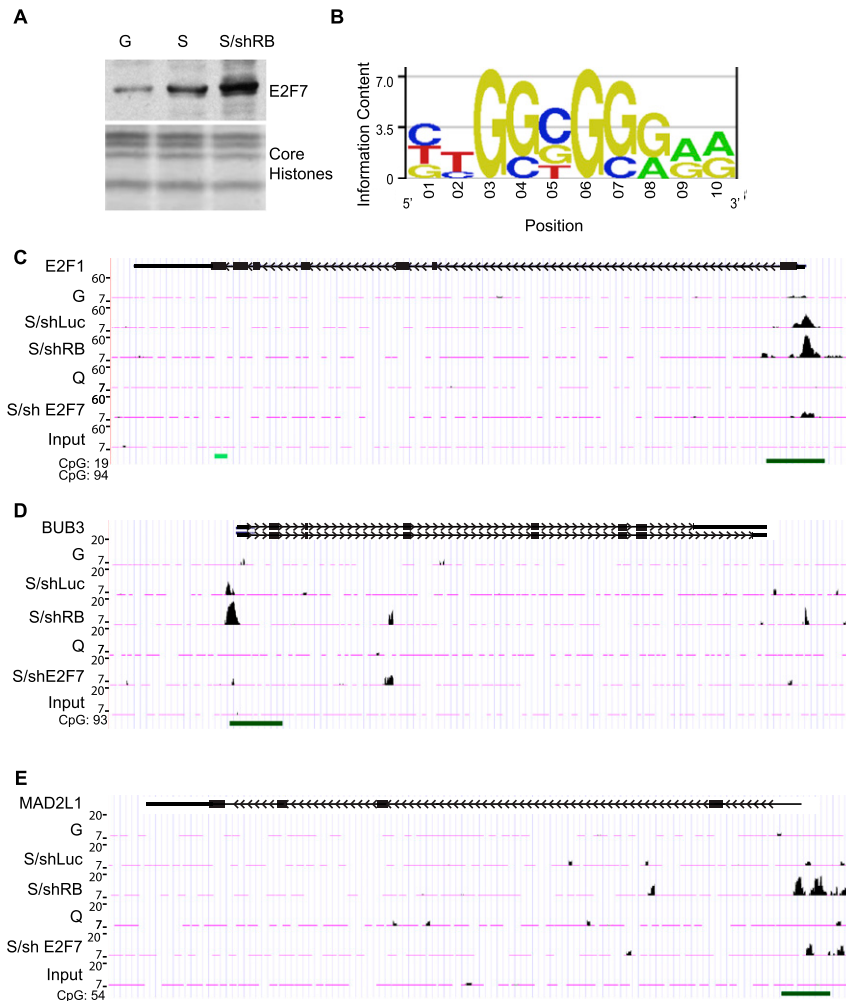 A
G S S/shRB
E2F7
Core
Histones
B
Information Content
7.0
3.5
0
C T G
T C
G
G C
C G T
G
G C
G A
A G
A G
5' 01 02 03 04 05 06 07 08 09 10 3'
Position
C
E2F1
60
G
7
60
S/shLuc
7
60
S/shRB
7
60
Q
7
60
S/sh E2F7
7
60
Input
7
CpG: 19
CpG: 94
D
BUB3
20
G
7
20
S/shLuc
7
20
S/shRB
7
20
Q
7
20
S/shE2F7
7
20
Input
7
CpG: 93
E
MAD2L1
20
G
7
20
S/shLuc
7
20
S/shRB
7
20
Q
7
20
S/sh E2F7
7
20
Input
7
CpG: 54